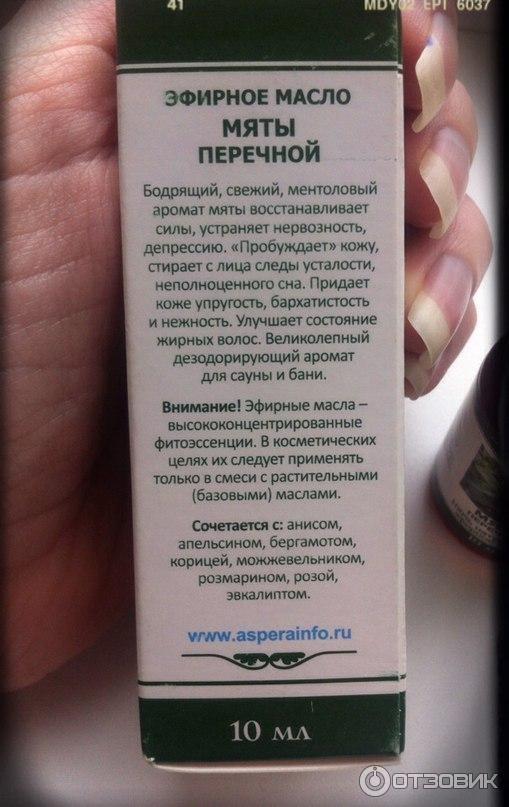 41
MDY02 EPT 6037
ЭФИРНОЕ МАСЛО
МЯТЫ
ПЕРЕЧНОЙ
Бодрящий, свежий, ментоловый
аромат мяты восстанавливает
силы, устраняет нервозность,
депрессию. «Пробуждает» кожу,
стирает с лица следы усталости,
неполноценного сна. Придает
коже упругость, бархатистость
и нежность. Улучшает состояние
жирных волос. Великолепный
дезодорирующий аромат
для сауны и бани.
Внимание! Эфирные масла –
высококонцентрированные
фитоэссенции. В косметических
целях их следует применять
только в смеси с растительными
(базовыми) маслами.
Сочетается с: анисом,
апельсином, бергамотом,
корицей, можжевельником,
розмарином, розой,
эвкалиптом.
www.asperainfo.ru
10 мл
ОТЗОВИК